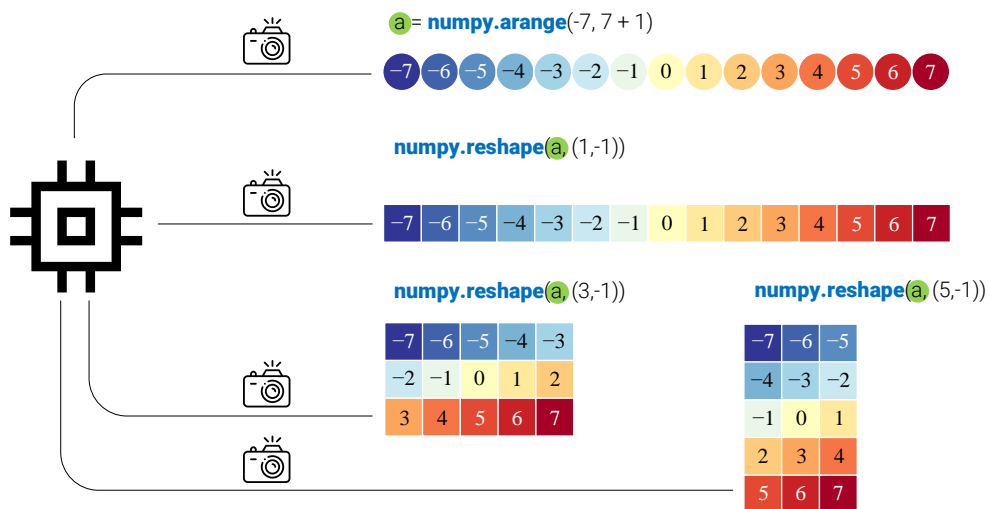 a = numpy.arange(-7, 7 + 1)
−7 −6 −5 −4 −3 −2 −1 0 1 2 3 4 5 6 7
numpy.reshape(a, (1,-1))
−7 −6 −5 −4 −3 −2 −1 0 1 2 3 4 5 6 7
numpy.reshape(a, (3,-1))
−7 −6 −5 −4 −3
−2 −1 0 1 2
3 4 5 6 7
numpy.reshape(a, (5,-1))
−7 −6 −5
−4 −3 −2
−1 0 1
2 3 4
5 6 7